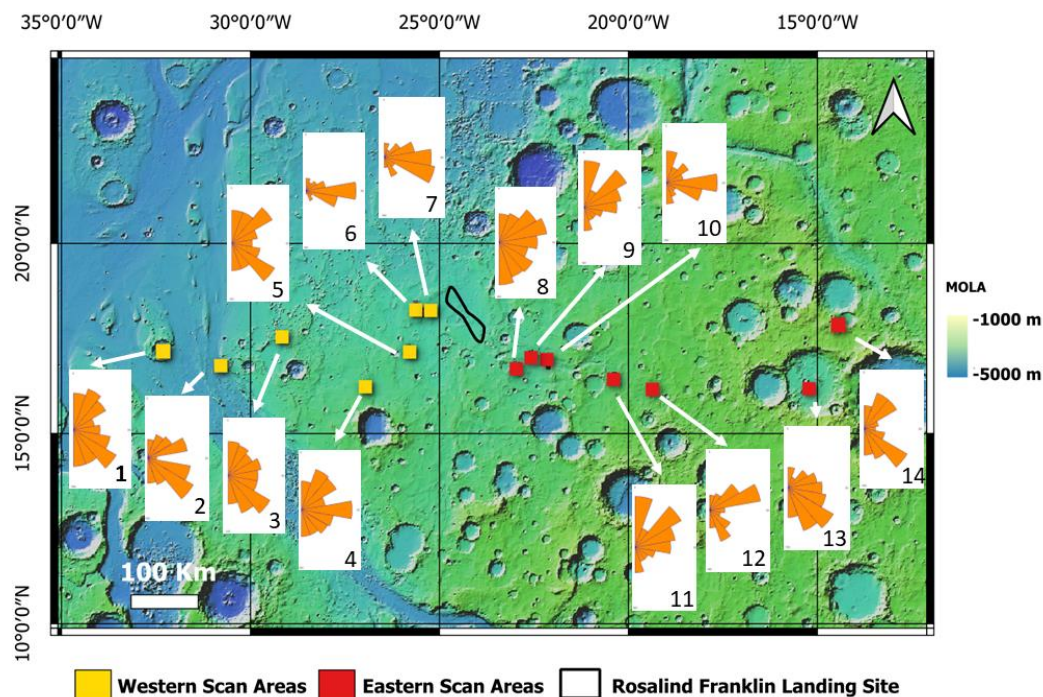 35°0'0"V 30°0'0"V 25°0'0"V 20°0'0"V 15°0'0"V
20°0'0"N
15°0'0"N
10°0'0"N
7
6
5
10
9
8
1
2
3
4
11
12
13
14
MOLA
-1000 m
-5000 m
100 Km
Western Scan Areas Eastern Scan Areas Rosalind Franklin Landing Site